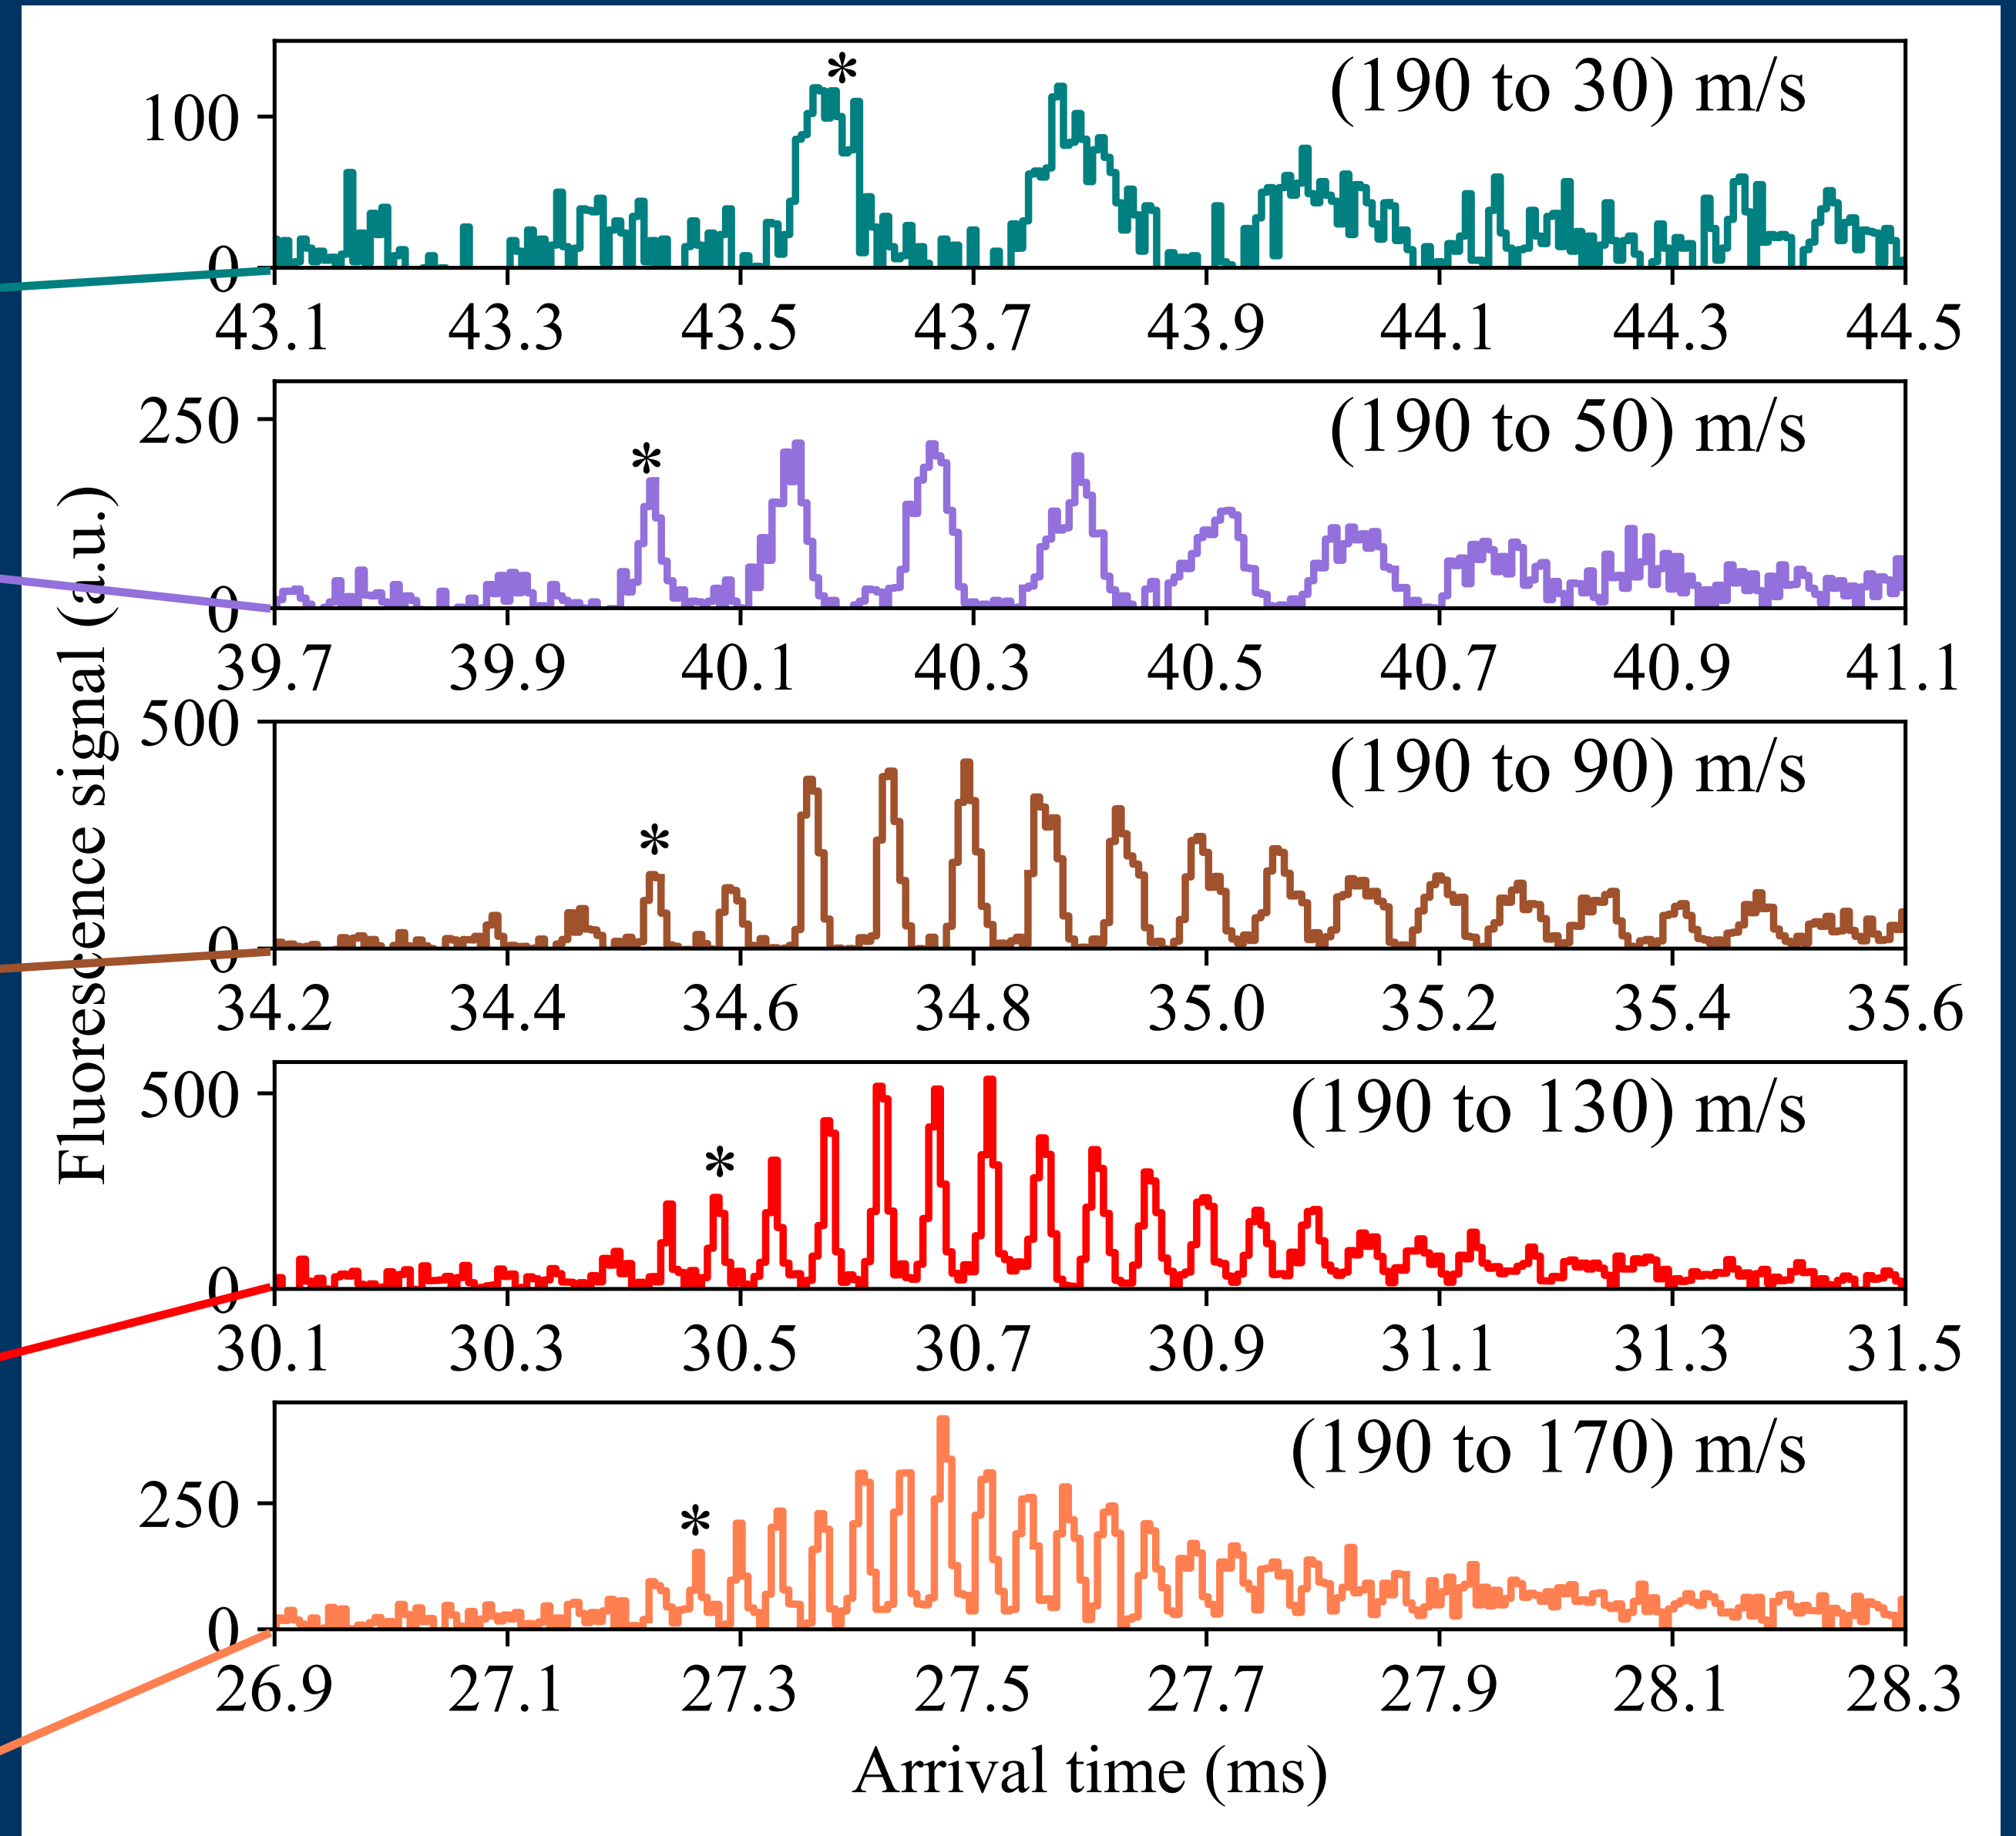 Fluorescence signal (a.u.)
*
(190 to 30) m/s
100
0
43.1 43.3 43.5 43.7 43.9 44.1 44.3 44.5
(190 to 50) m/s
250
*
0
39.7 39.9 40.1 40.3 40.5 40.7 40.9 41.1
500
(190 to 90) m/s
*
0
34.2 34.4 34.6 34.8 35.0 35.2 35.4 35.6
500
(190 to 130) m/s
*
0
30.1 30.3 30.5 30.7 30.9 31.1 31.3 31.5
(190 to 170) m/s
250
*
0
26.9 27.1 27.3 27.5 27.7 27.9 28.1 28.3
Arrival time (ms)